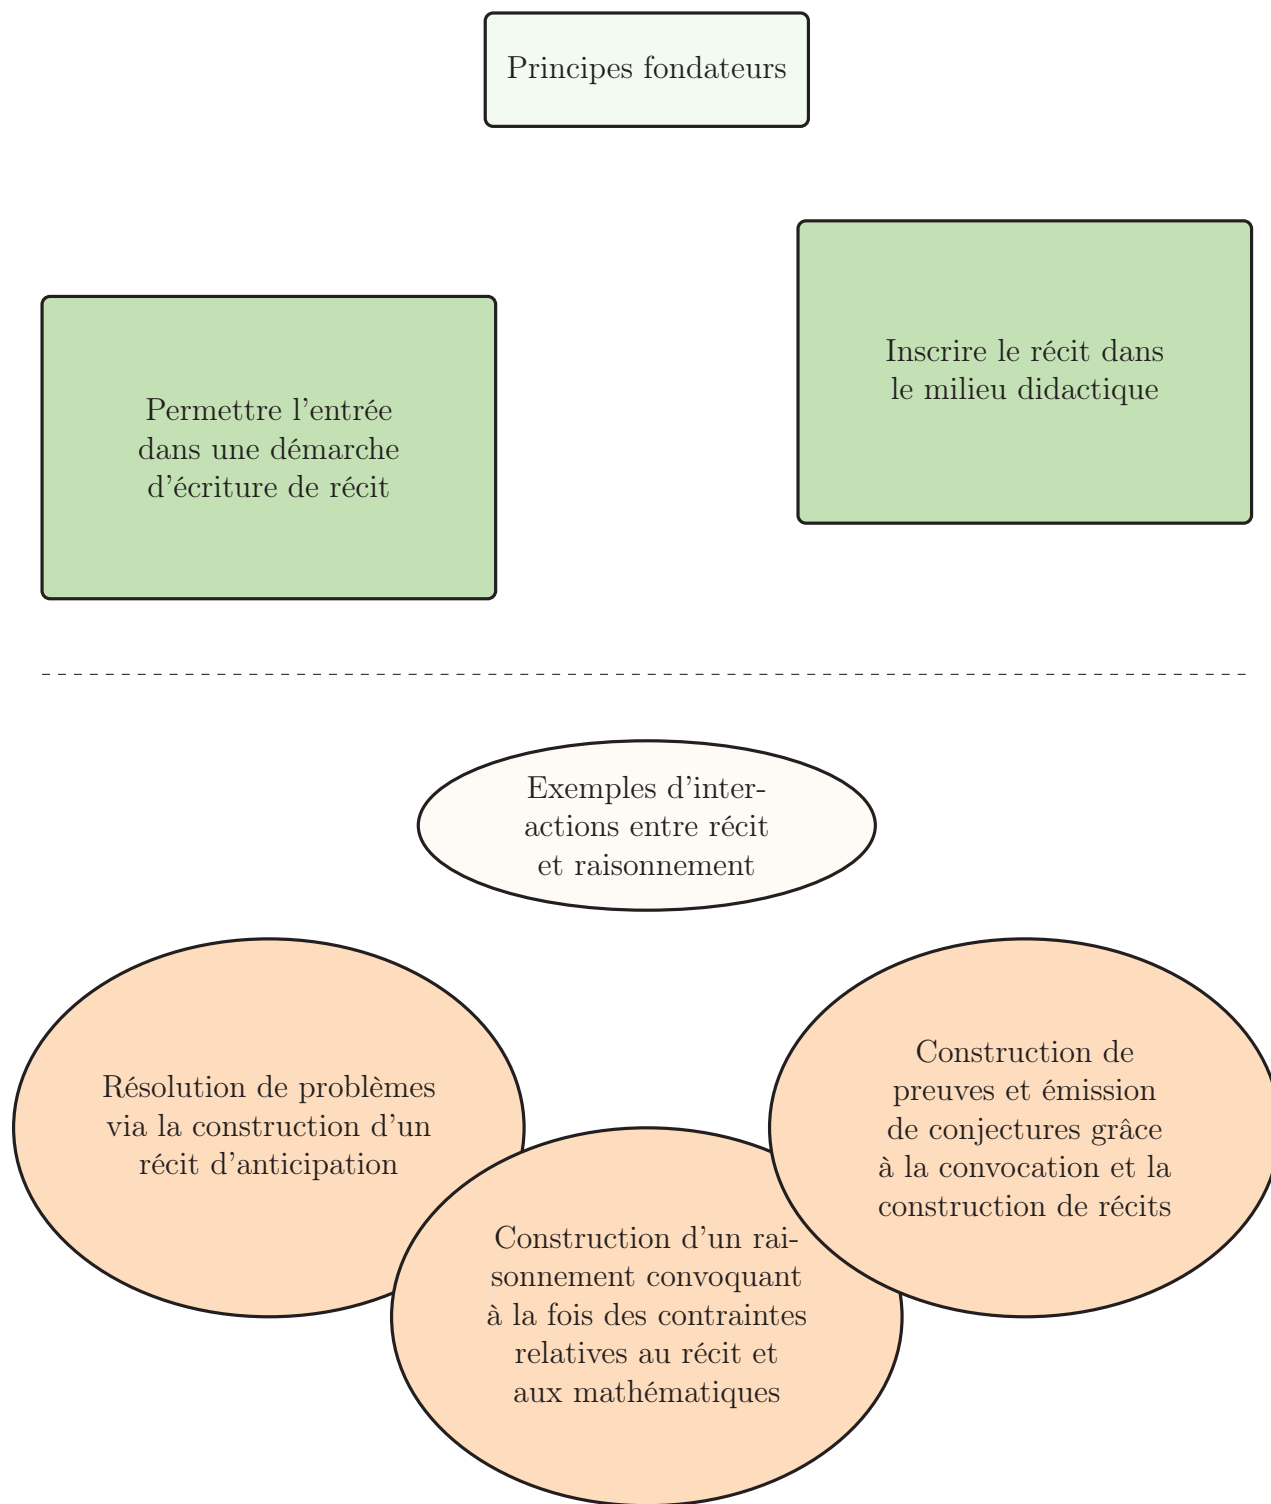 Principes fondateurs
Permettre l'entrée
dans une démarche
d'écriture de récit
Inscrire le récit dans
le milieu didactique
Exemples d'inter-
actions entre récit
et raisonnement
Résolution de problèmes
via la construction d'un
récit d'anticipation
Construction d'un rai-
sonnement convoquant
à la fois des contraintes
relatives au récit et
aux mathématiques
Construction de
preuves et émission
de conjectures grâce
à la convocation et la
construction de récits